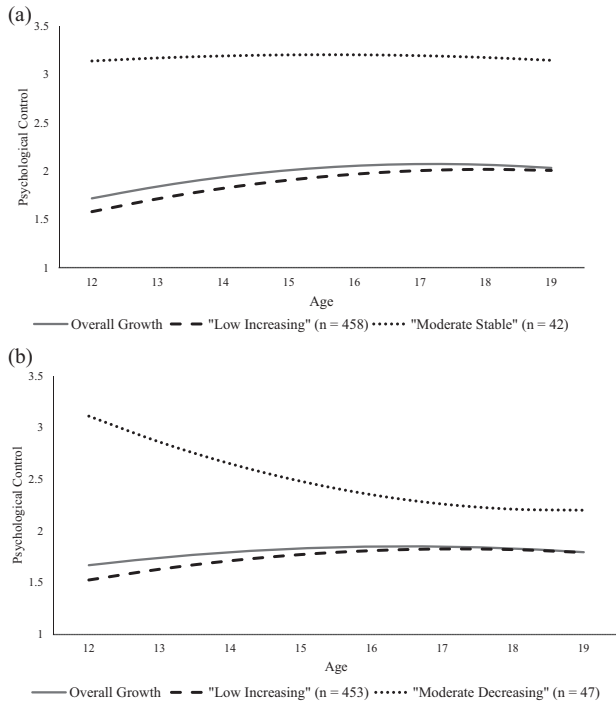 (a)
3.5
3
2.5
2
1.5
1
Psychological Control
12 13 14 15 16 17 18 19
Age
Overall Growth "Low Increasing" (n = 458) "Moderate Stable" (n = 42)
(b)
3.5
3
2.5
2
1.5
1
Psychological Control
12 13 14 15 16 17 18 19
Age
Overall Growth "Low Increasing" (n = 453) "Moderate Decreasing" (n = 47)